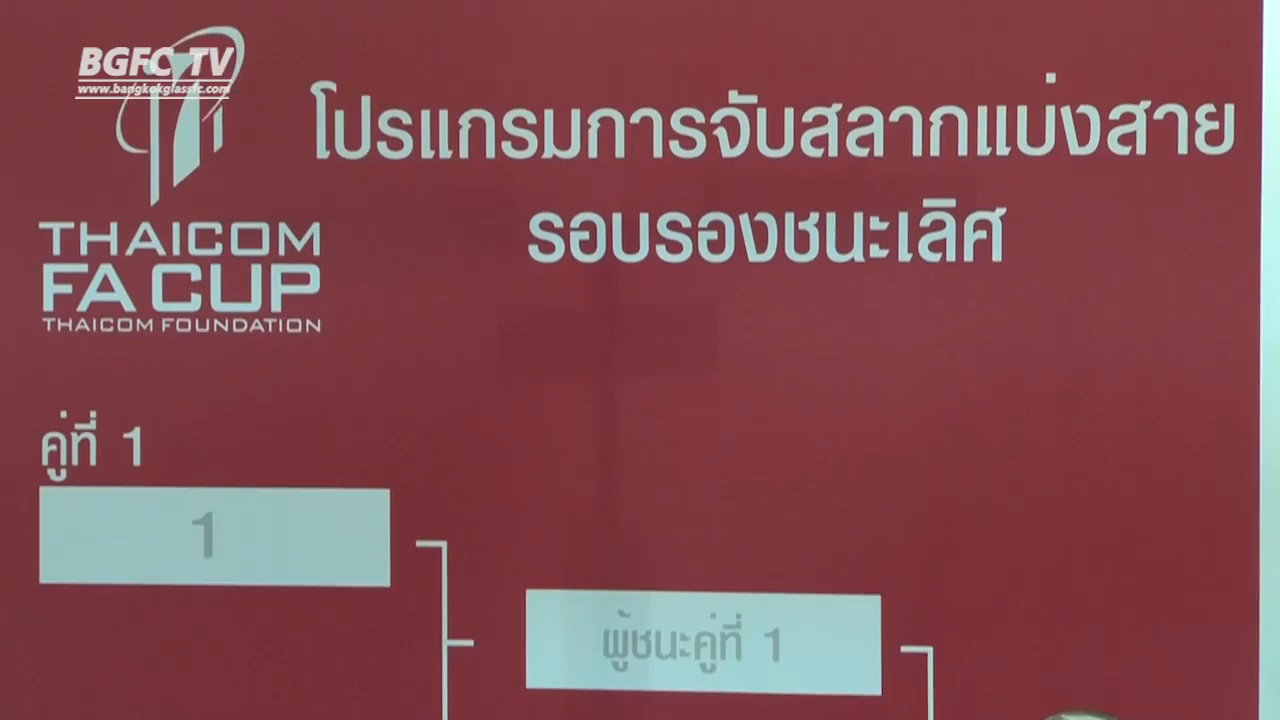 BGFC TV
www.bangkokglassfc.com
โปรแกรมการจับสลากแบ่งสาย
รอบรองชนะเลิศ
THAICOM
FA CUP
THAICOM FOUNDATION
คู่ที่ 1
1
ผู้ชนะคู่ที่ 1